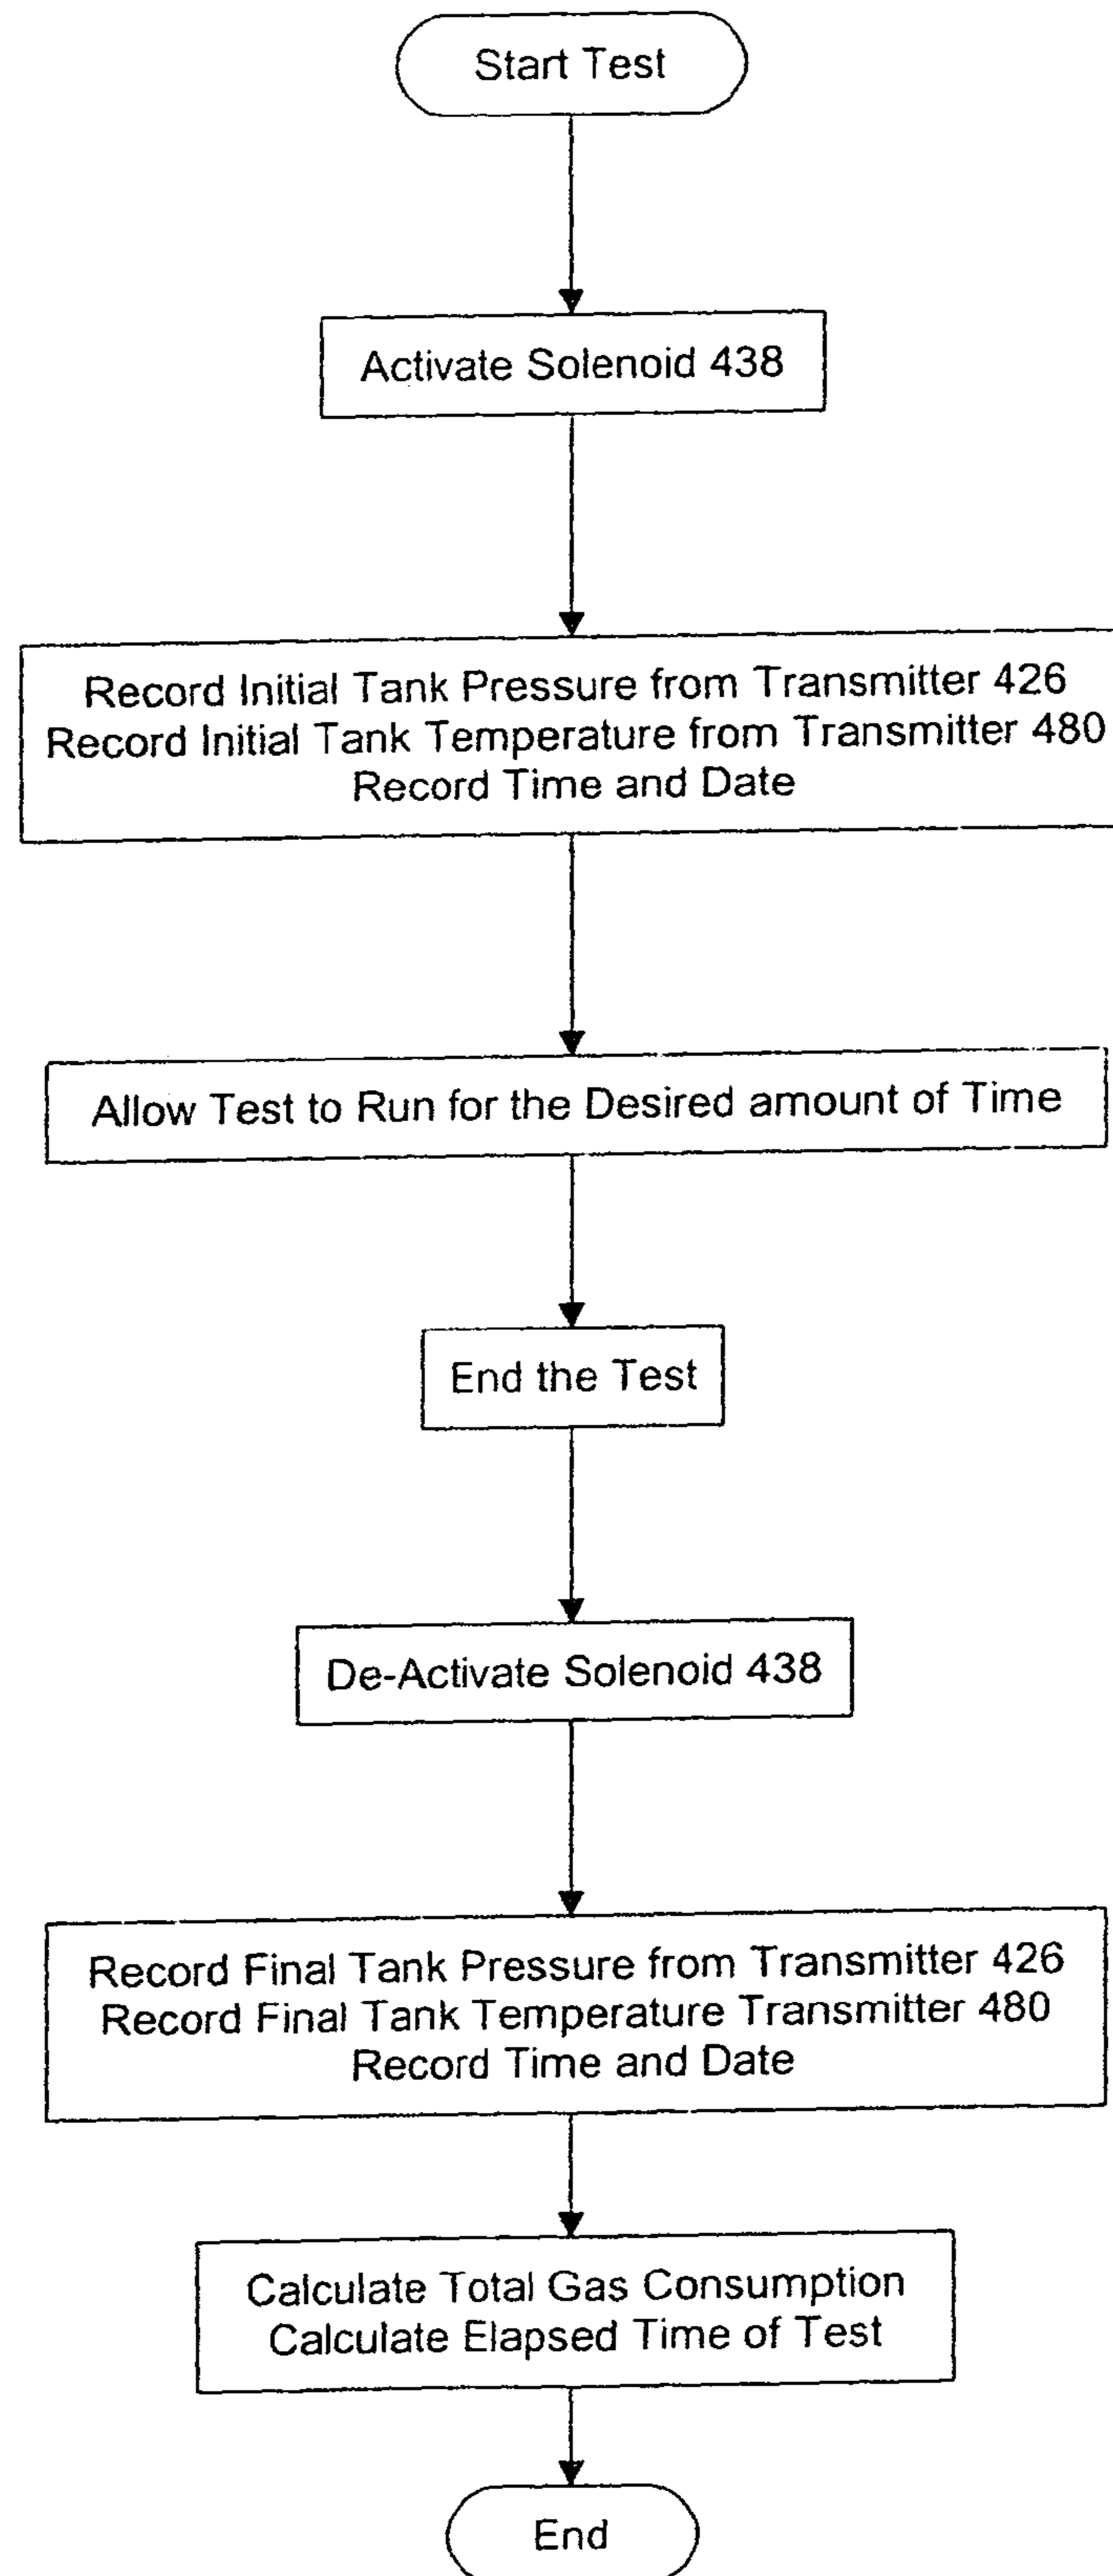 Start Test
Activate Solenoid 438
Record Initial Tank Pressure from Transmitter 426
Record Initial Tank Temperature from Transmitter 480
Record Time and Date
Allow Test to Run for the Desired amount of Time
End the Test
De-Activate Solenoid 438
Record Final Tank Pressure from Transmitter 426
Record Final Tank Temperature Transmitter 480
Record Time and Date
Calculate Total Gas Consumption
Calculate Elapsed Time of Test
End